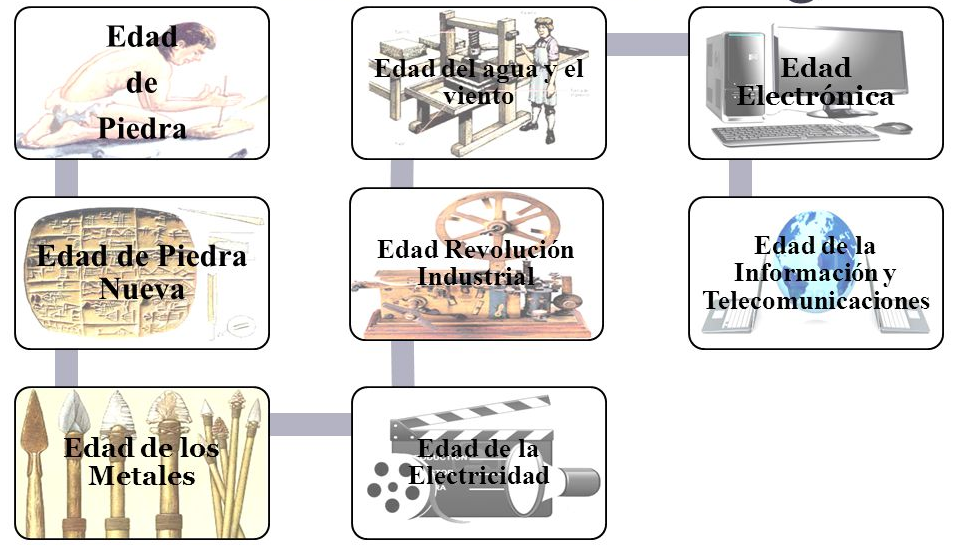 Edad
de
Piedra
Edad de Piedra
Nueva
Edad de los
Metales
Edad del agua y el
viento
Edad Revolución
Industrial
Edad de la
Electricidad
Edad
Electrónica
Edad de la
Información y
Telecomunicaciones